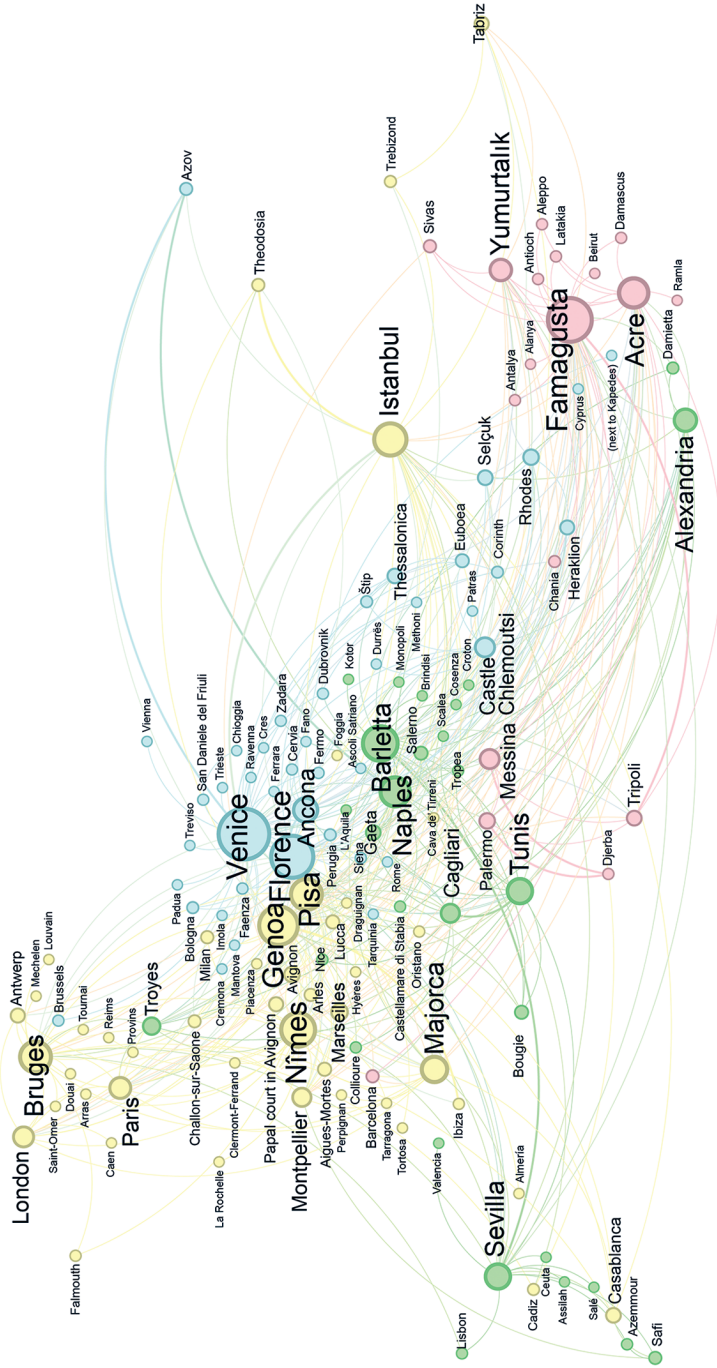 London
Bruges
Antwerp
Mechelen
Louvain
Brussels
Saint-Omer
Douai
Tournai
Arras
Reims
Provins
Caen
Paris
Troyes
Falmouth
Vienna
San Daniele del Friuli
Treviso
Trieste
Padua
Chioggia
Venice
Ravenna
Cres
Ferrara
Cervia
Zadara
Fano
Fermo
Dubrovnik
Bologna
Milan
Imola
Faenza
Cremona
Mantova
Piacenza
Challon-sur-Saone
Clermont-Ferrand
La Rochelle
Papal court in Avignon
Avignon
Genoa
Florence
Ancona
Pisa
Foggia
Ascoli Satriano
Kotor
Štip
Durrës
Thessalonica
Monopoli
Methoni
Brindisi
Barletta
Naples
Salerno
Scalea
Cosenza
Croton
Patras
Euboea
Corinth
Castle
Chlemoutsi
Montpellier
Nîmes
Arles
Nice
Lucca
Draguignan
Perugia
L'Aquila
Siena
Gaeta
Rome
Tarquinia
Marseilles
Hyères
Aigues-Mortes
Perpignan
Collioure
Castellamare di Stabia
Oristano
Cava de' Tirreni
Tropea
Barcelona
Tarragona
Tortosa
Majorca
Ibiza
Valencia
Cagliari
Palermo
Messina
Tunis
Djerba
Tripoli
Bougie
Almería
Sevilla
Lisbon
Cadiz
Ceuta
Assilah
Salé
Casablanca
Azemmour
Safi
Azov
Theodosia
Trebizond
Tabriz
Istanbul
Sivas
Selçuk
Rhodes
Chania
Heraklion
Antalya
Alanya
Yumurtalık
Antioch
Aleppo
Latakia
Famagusta
Cyprus
(next to Kapedes)
Beirut
Damascus
Acre
Ramla
Damietta
Alexandria